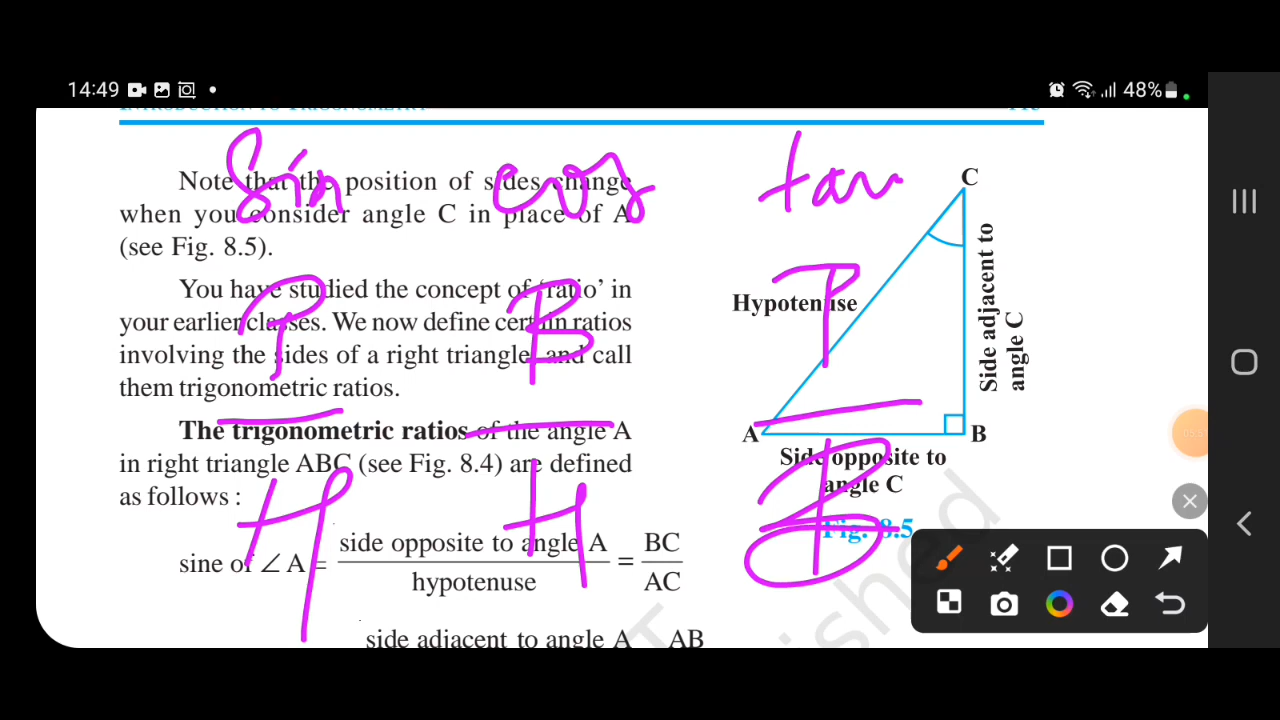 14:49 48%
INTRODUCTION TO TRIGONOMETRY
sin cos tan
Note that the position of sides change
when you consider angle C in place of A
(see Fig. 8.5).
You have studied the concept of ‘ratio’ in
your earlier classes. We now define certain ratios
involving the sides of a right triangle, and call
them trigonometric ratios.
The trigonometric ratios of the angle A
in right triangle ABC (see Fig. 8.4) are defined
as follows :
sine of ∠ A = side opposite to angle A / hypotenuse = BC / AC
side adjacent to angle A AB
P B P
H H B
C
Hypotenuse
Side adjacent to
angle C
A B
Side opposite to
angle C
Fig. 8.5
ished